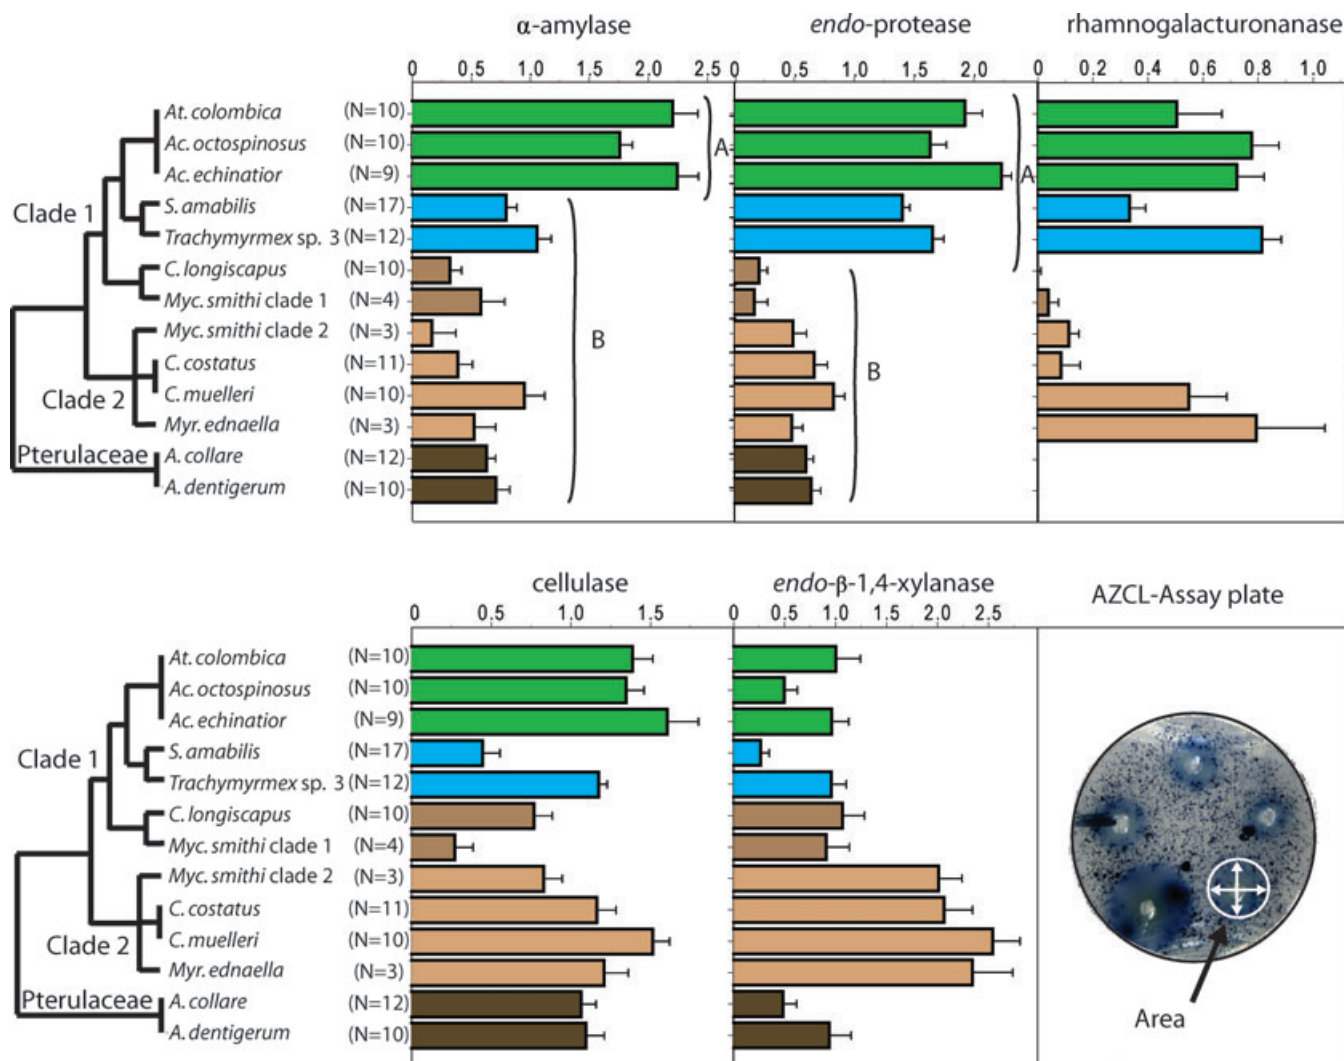 α-amylase endo-protease rhamnogalacturonanase
0 0.5 1.0 1.5 2.0 2.5 0 0.5 1.0 1.5 2.0 0 0.2 0.4 0.6 0.8 1.0
At. colombica (N=10)
Ac. octospinosus (N=10) A
Ac. echinatior (N=9) A
S. amabilis (N=17)
Clade 1
Trachymyrmex sp. 3 (N=12)
C. longiscapus (N=10)
Myc. smithi clade 1 (N=4)
Myc. smithi clade 2 (N=3) B
C. costatus (N=11) B
C. muelleri (N=10)
Clade 2
Myr. ednaella (N=3)
Pterulaceae A. collare (N=12)
A. dentigerum (N=10)
cellulase endo-β-1,4-xylanase AZCL-Assay plate
0 0.5 1.0 1.5 0 0.5 1.0 1.5 2.0 2.5
At. colombica (N=10)
Ac. octospinosus (N=10)
Ac. echinatior (N=9)
S. amabilis (N=17)
Clade 1
Trachymyrmex sp. 3 (N=12)
C. longiscapus (N=10)
Myc. smithi clade 1 (N=4)
Myc. smithi clade 2 (N=3)
C. costatus (N=11)
C. muelleri (N=10)
Clade 2
Myr. ednaella (N=3)
Pterulaceae A. collare (N=12)
A. dentigerum (N=10)
Area